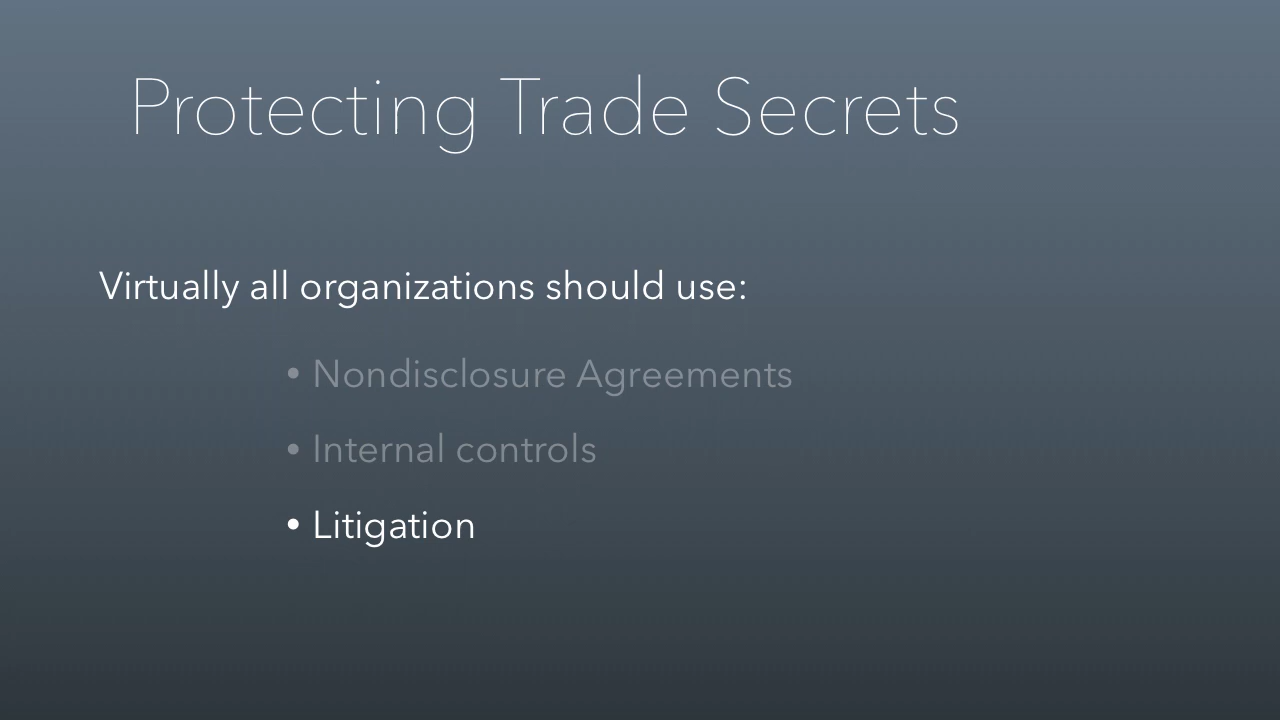 Protecting Trade Secrets
Virtually all organizations should use:
• Nondisclosure Agreements
• Internal controls
• Litigation